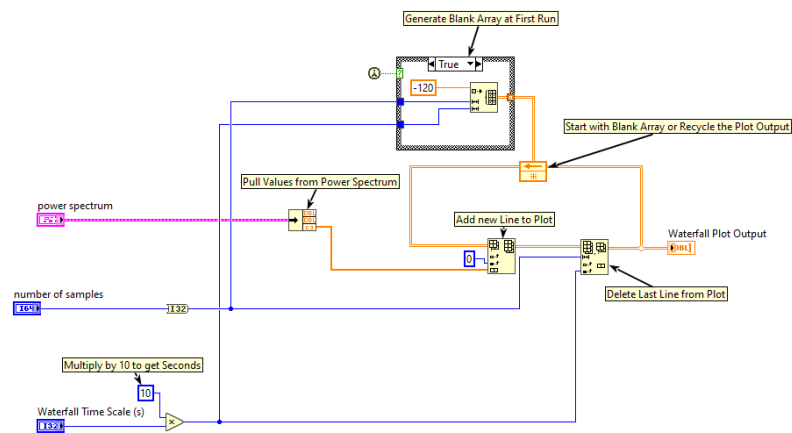 Generate Blank Array at First Run
True
-120
Start with Blank Array or Recycle the Plot Output
Pull Values from Power Spectrum
power spectrum
DBL
DBL
Add new Line to Plot
Waterfall Plot Output
DBL]
0
Delete Last Line from Plot
number of samples
I64
I32
Multiply by 10 to get Seconds
10
Waterfall Time Scale (s)
I32